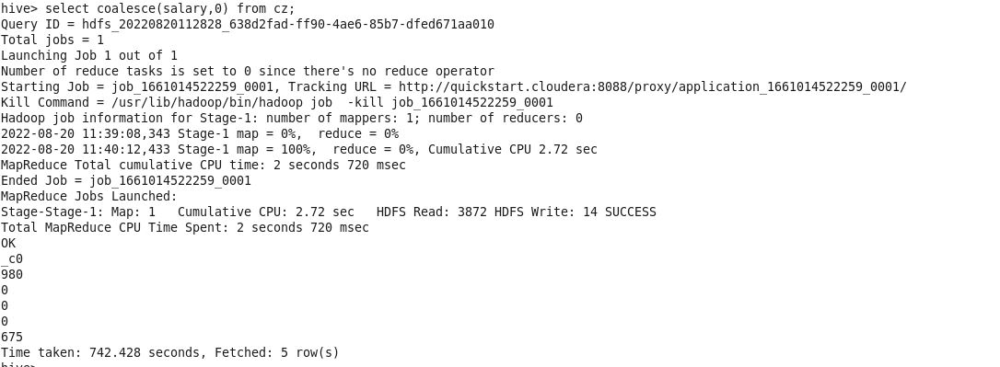 hive> select coalesce(salary,0) from cz;
Query ID = hdfs_20220820112828_638d2fad-ff90-4ae6-85b7-dfed671aa010
Total jobs = 1
Launching Job 1 out of 1
Number of reduce tasks is set to 0 since there's no reduce operator
Starting Job = job_1661014522259_0001, Tracking URL = http://quickstart.cloudera:8088/proxy/application_1661014522259_0001/
Kill Command = /usr/lib/hadoop/bin/hadoop job  -kill job_1661014522259_0001
Hadoop job information for Stage-1: number of mappers: 1; number of reducers: 0
2022-08-20 11:39:08,343 Stage-1 map = 0%,  reduce = 0%
2022-08-20 11:40:12,433 Stage-1 map = 100%,  reduce = 0%, Cumulative CPU 2.72 sec
MapReduce Total cumulative CPU time: 2 seconds 720 msec
Ended Job = job_1661014522259_0001
MapReduce Jobs Launched:
Stage-Stage-1: Map: 1   Cumulative CPU: 2.72 sec   HDFS Read: 3872 HDFS Write: 14 SUCCESS
Total MapReduce CPU Time Spent: 2 seconds 720 msec
OK
_c0
980
0
0
0
675
Time taken: 742.428 seconds, Fetched: 5 row(s)
hive>